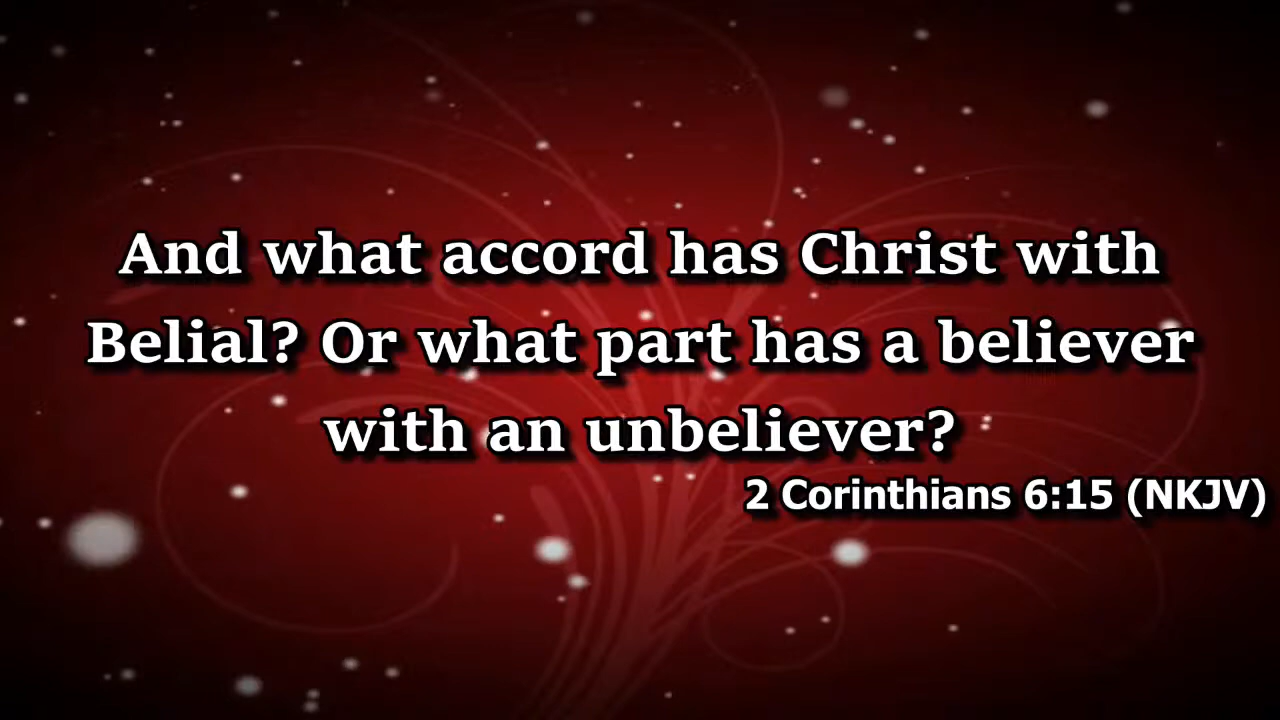 And what accord has Christ with
Belial? Or what part has a believer
with an unbeliever?
2 Corinthians 6:15 (NKJV)